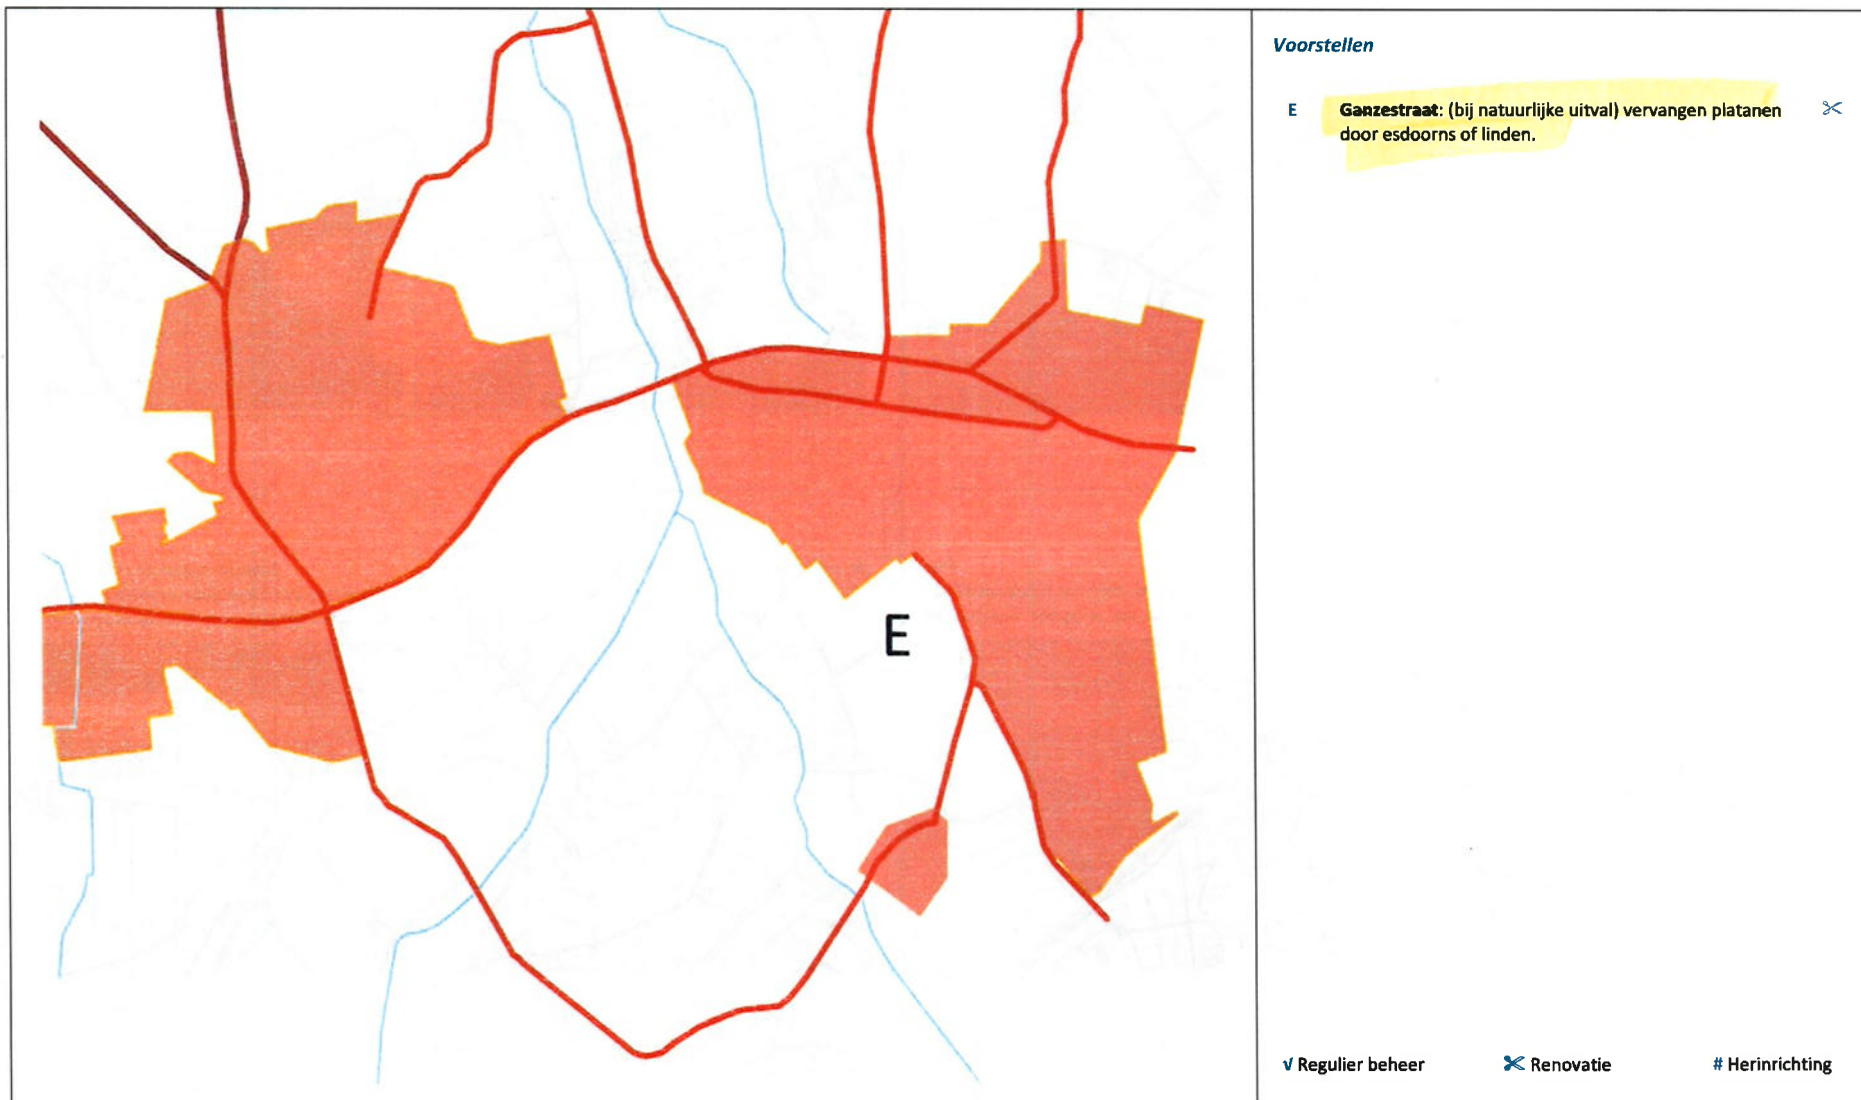 Voorstellen
E Ganzestraat: (bij natuurlijke uitval) vervangen platanen ✂
door esdoorns of linden.
E
√ Regulier beheer ✂ Renovatie # Herinrichting